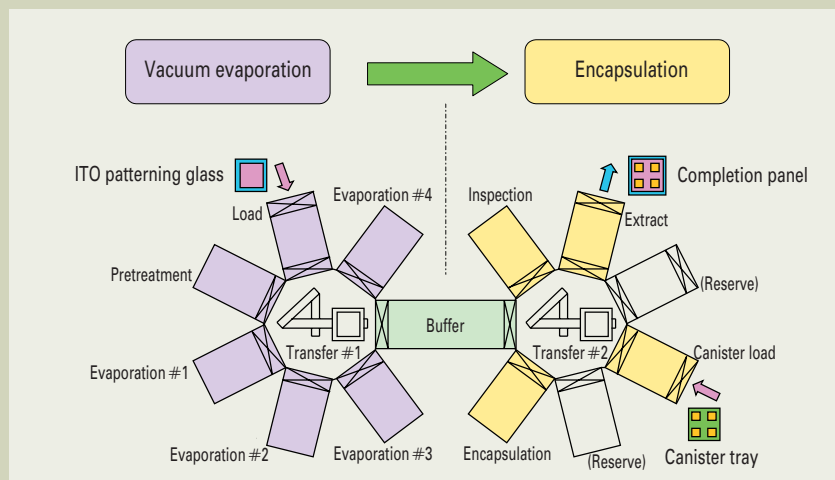 Vacuum evaporation
Encapsulation
ITO patterning glass
Load
Evaporation #4
Inspection
Extract
Completion panel
Pretreatment
(Reserve)
Buffer
Transfer #1
Transfer #2
Canister load
Evaporation #1
Evaporation #2
Evaporation #3
Encapsulation
(Reserve)
Canister tray